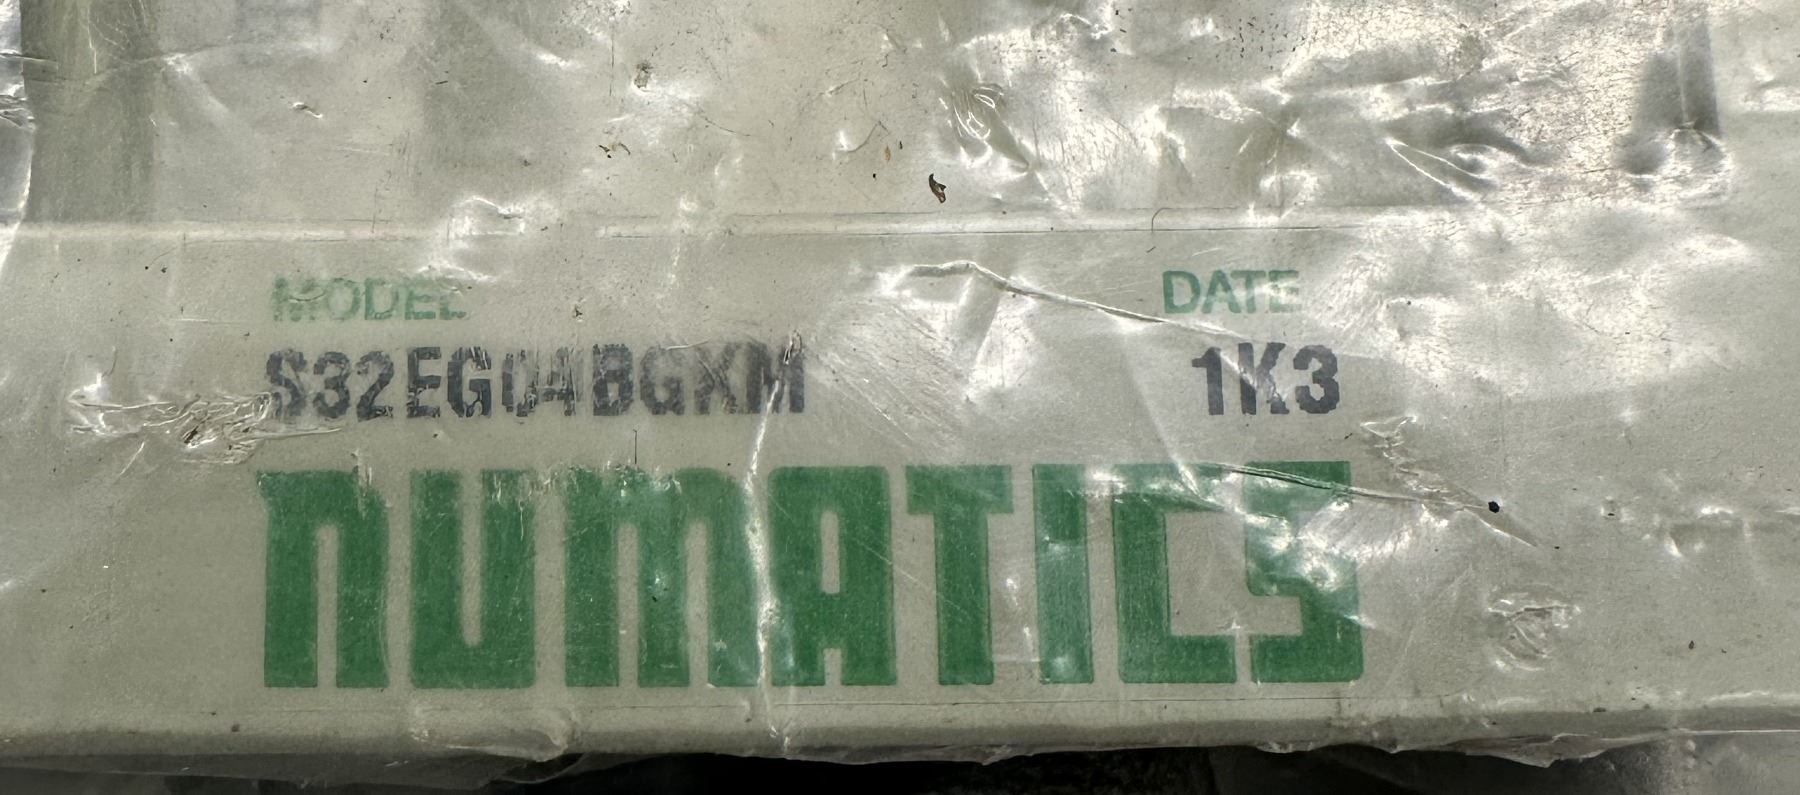 MODEL DATE
S32EG04BGXM 1K3
NUMATICS